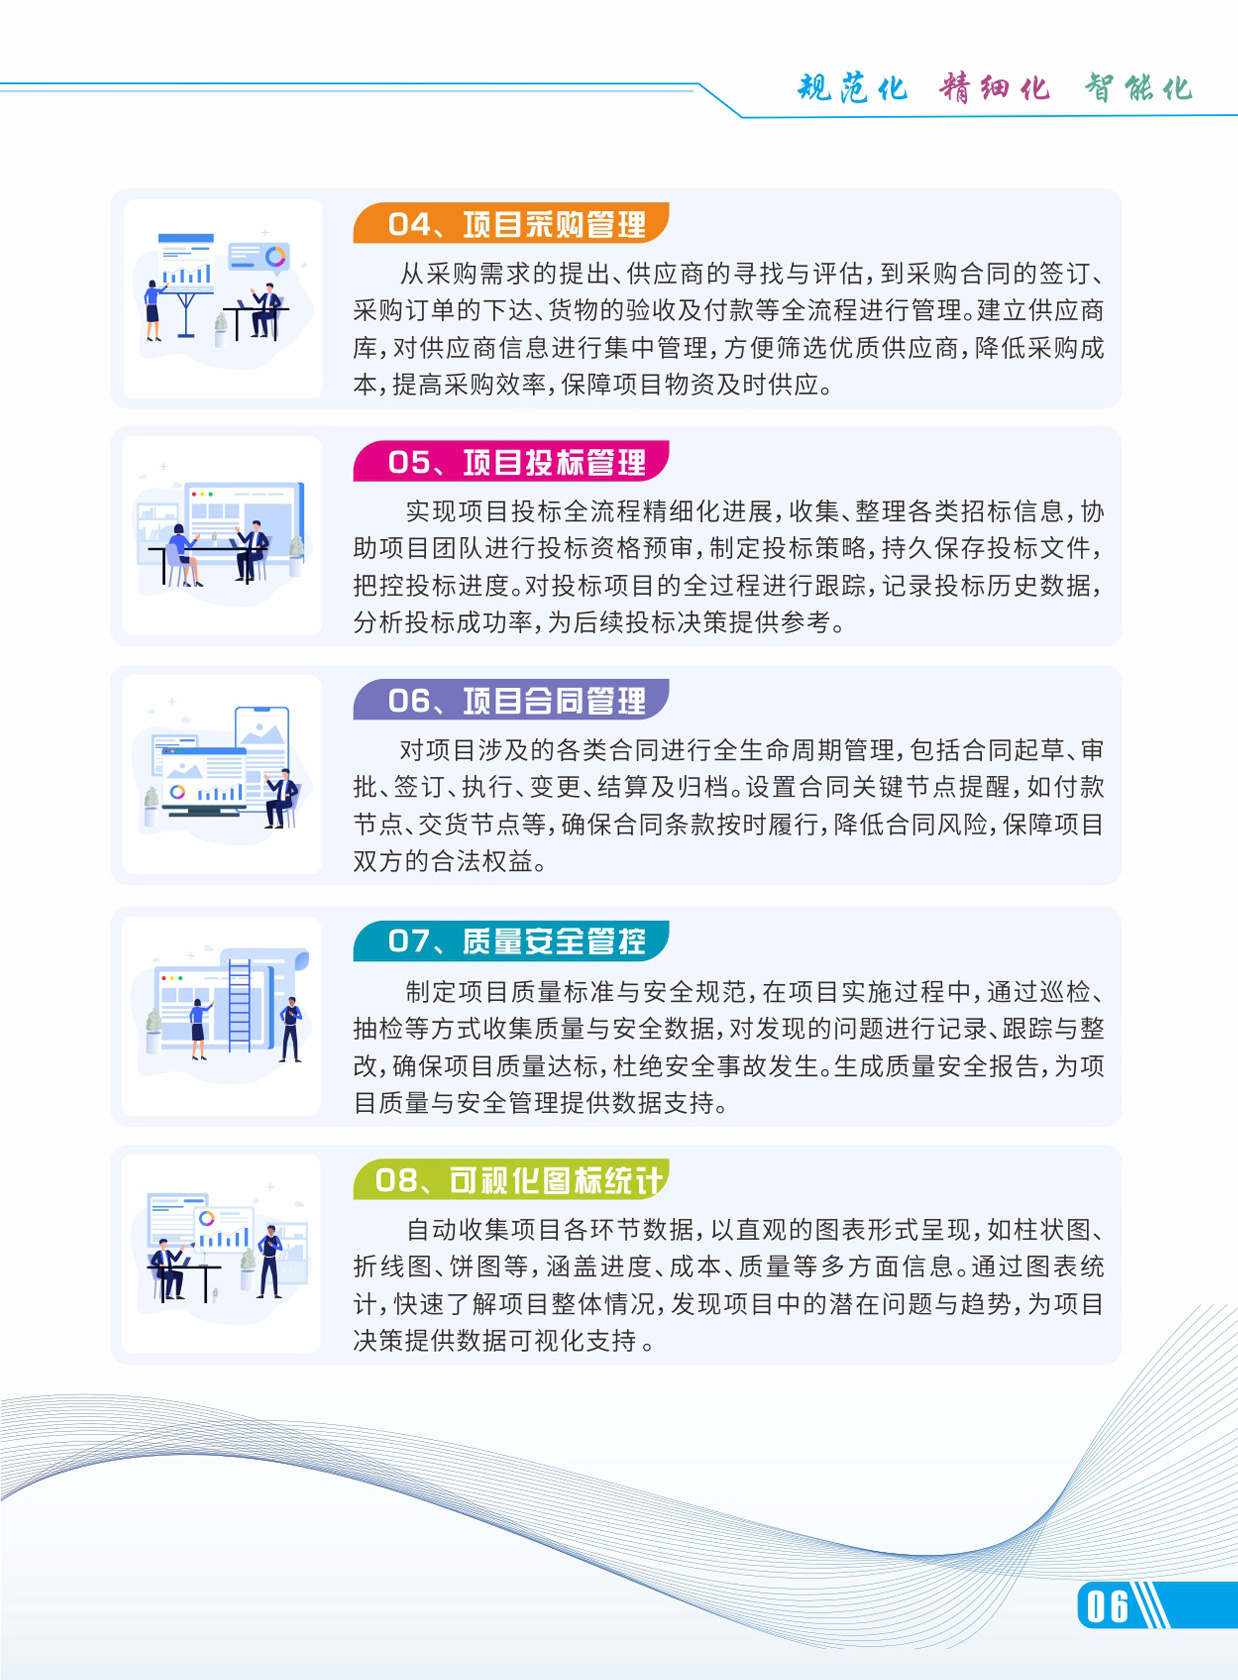 规范化 精细化 智能化
04、项目采购管理
从采购需求的提出、供应商的寻找与评估，到采购合同的签订、
采购订单的下达、货物的验收及付款等全流程进行管理。建立供应商
库，对供应商信息进行集中管理，方便筛选优质供应商，降低采购成
本，提高采购效率，保障项目物资及时供应。
05、项目投标管理
实现项目投标全流程精细化进展，收集、整理各类招标信息，协
助项目团队进行投标资格预审，制定投标策略，持久保存投标文件，
把控投标进度。对投标项目的全过程进行跟踪，记录投标历史数据，
分析投标成功率，为后续投标决策提供参考。
06、项目合同管理
对项目涉及的各类合同进行全生命周期管理，包括合同起草、审
批、签订、执行、变更、结算及归档。设置合同关键节点提醒，如付款
节点、交货节点等，确保合同条款按时履行，降低合同风险，保障项目
双方的合法权益。
07、质量安全管控
制定项目质量标准与安全规范，在项目实施过程中，通过巡检、
抽检等方式收集质量与安全数据，对发现的问题进行记录、跟踪与整
改，确保项目质量达标，杜绝安全事故发生。生成质量安全报告，为项
目质量与安全管理提供数据支持。
08、可视化图标统计
自动收集项目各环节数据，以直观的图表形式呈现，如柱状图、
折线图、饼图等，涵盖进度、成本、质量等多方面信息。通过图表统
计，快速了解项目整体情况，发现项目中的潜在问题与趋势，为项目
决策提供数据可视化支持 。
06